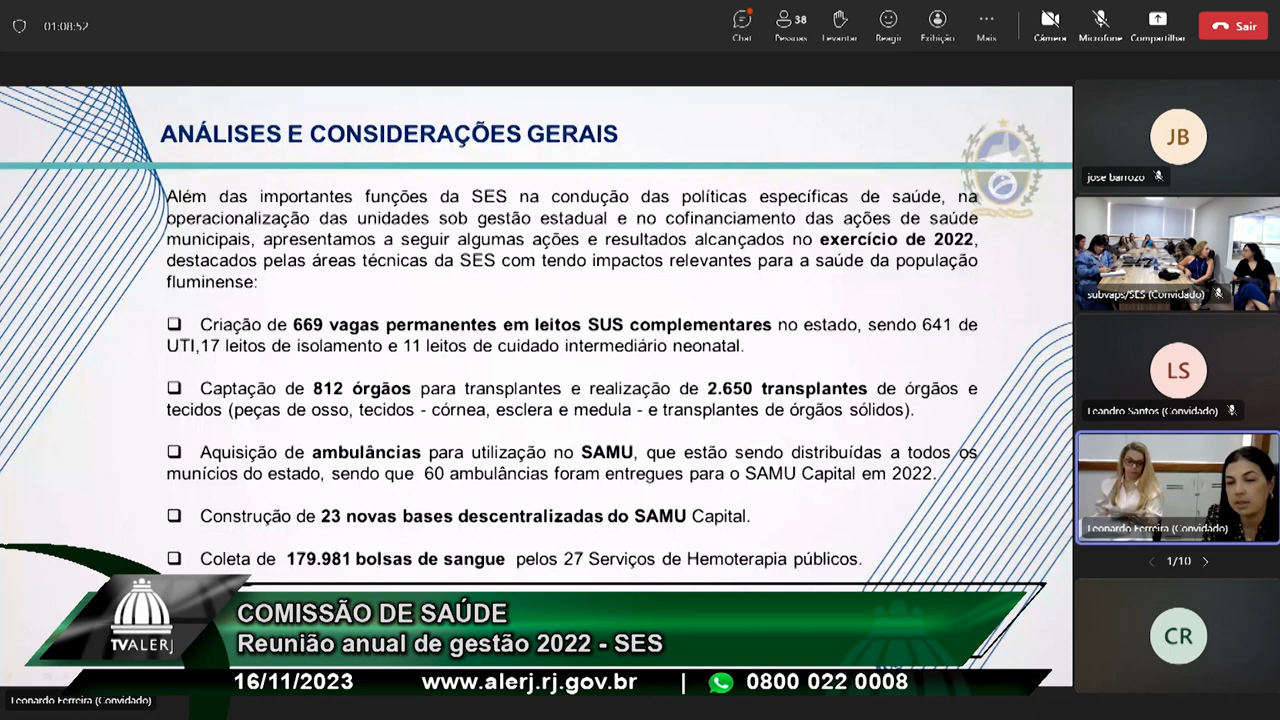 01:08:52
Chat
Pessoas
38
Levantar
Reagir
Exibição
Mais
Câmera
Microfone
Compartilhar
Sair
ANÁLISES E CONSIDERAÇÕES GERAIS
Além das importantes funções da SES na condução das políticas específicas de saúde, na
operacionalização das unidades sob gestão estadual e no cofinanciamento das ações de saúde
municipais, apresentamos a seguir algumas ações e resultados alcançados no exercício de 2022,
destacados pelas áreas técnicas da SES com tendo impactos relevantes para a saúde da população
fluminense:
❑ Criação de 669 vagas permanentes em leitos SUS complementares no estado, sendo 641 de
UTI,17 leitos de isolamento e 11 leitos de cuidado intermediário neonatal.
❑ Captação de 812 órgãos para transplantes e realização de 2.650 transplantes de órgãos e
tecidos (peças de osso, tecidos - córnea, esclera e medula - e transplantes de órgãos sólidos).
❑ Aquisição de ambulâncias para utilização no SAMU, que estão sendo distribuídas a todos os
munícios do estado, sendo que 60 ambulâncias foram entregues para o SAMU Capital em 2022.
❑ Construção de 23 novas bases descentralizadas do SAMU Capital.
❑ Coleta de 179.981 bolsas de sangue pelos 27 Serviços de Hemoterapia públicos.
JB
jose barrozo
subvaps/SES (Convidado)
LS
Leandro Santos (Convidado)
Leonardo Ferreira (Convidado)
1/10
CR
TVALERJ
COMISSÃO DE SAÚDE
Reunião anual de gestão 2022 - SES
16/11/2023 www.alerj.rj.gov.br | 0800 022 0008
Leonardo Ferreira (Convidado)